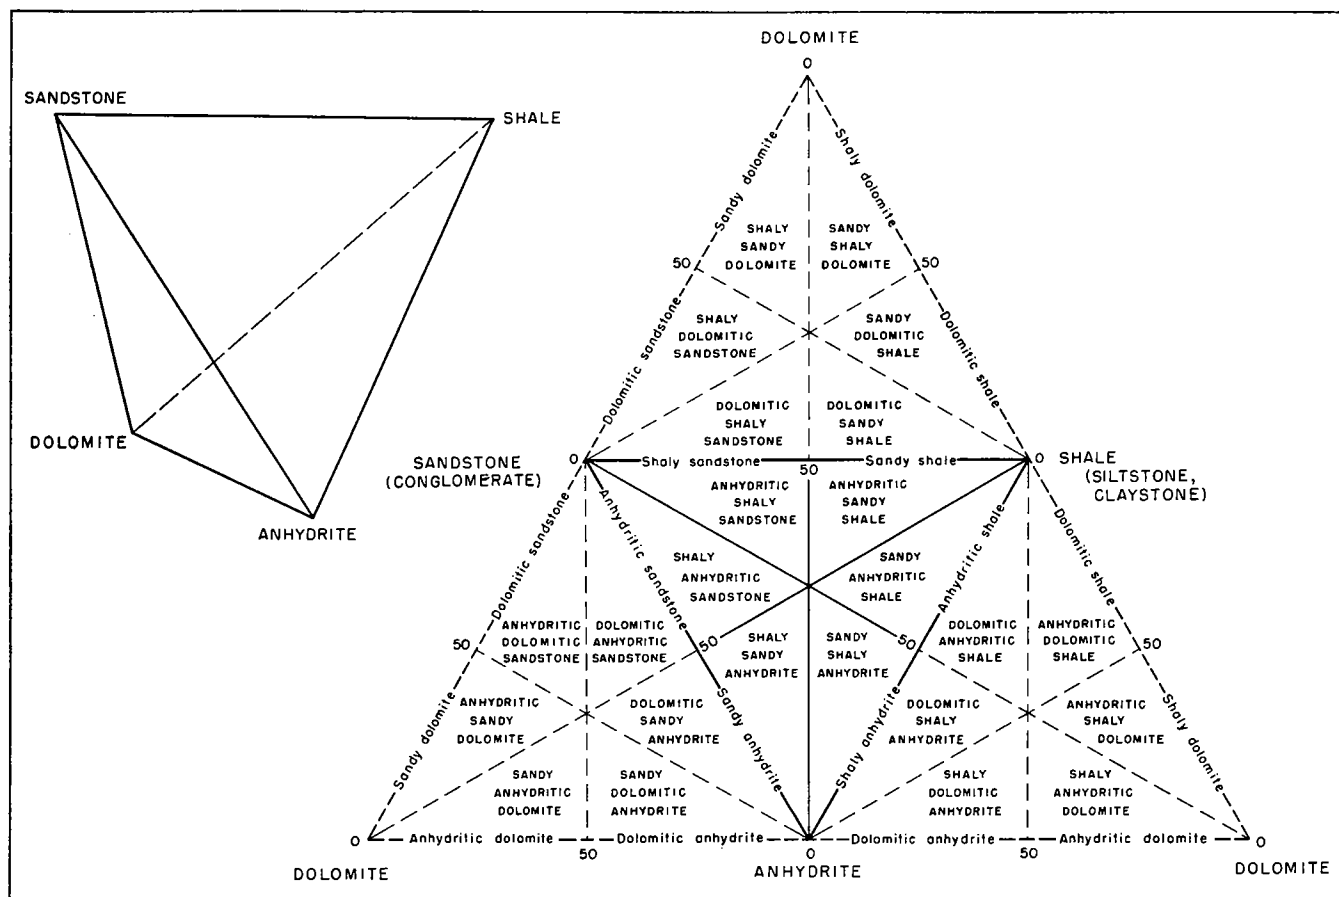 DOLOMITE
0
SANDSTONE
SHALE
Sandy dolomite
Shaly dolomite
SHALY
SANDY
DOLOMITE
SANDY
SHALY
DOLOMITE
50
50
SHALY
DOLOMITIC
SANDSTONE
SANDY
DOLOMITIC
SHALE
Dolomitic sandstone
Dolomitic shale
DOLOMITIC
SHALY
SANDSTONE
DOLOMITIC
SANDY
SHALE
DOLOMITE
ANHYDRITE
SANDSTONE
(CONGLOMERATE)
0
Shaly sandstone
50
Sandy shale
0
SHALE
(SILTSTONE,
CLAYSTONE)
ANHYDRITIC
SHALY
SANDSTONE
ANHYDRITIC
SANDY
SHALE
Dolomitic sandstone
Anhydritic sandstone
Anhydritic shale
Dolomitic shale
SHALY
ANHYDRITIC
SANDSTONE
SANDY
ANHYDRITIC
SHALE
ANHYDRITIC
DOLOMITIC
SANDSTONE
DOLOMITIC
ANHYDRITIC
SANDSTONE
SHALY
SANDY
ANHYDRITE
SANDY
SHALY
ANHYDRITE
DOLOMITIC
ANHYDRITIC
SHALE
ANHYDRITIC
DOLOMITIC
SHALE
50
50
50
50
Sandy dolomite
Sandy anhydrite
Shaly anhydrite
Shaly dolomite
ANHYDRITIC
SANDY
DOLOMITE
DOLOMITIC
SANDY
ANHYDRITE
DOLOMITIC
SHALY
ANHYDRITE
ANHYDRITIC
SHALY
DOLOMITE
SANDY
ANHYDRITIC
DOLOMITE
SANDY
DOLOMITIC
ANHYDRITE
SHALY
DOLOMITIC
ANHYDRITE
SHALY
ANHYDRITIC
DOLOMITE
0
Anhydritic dolomite
Dolomitic anhydrite
Dolomitic anhydrite
Anhydritic dolomite
0
50
0
50
DOLOMITE
ANHYDRITE
DOLOMITE